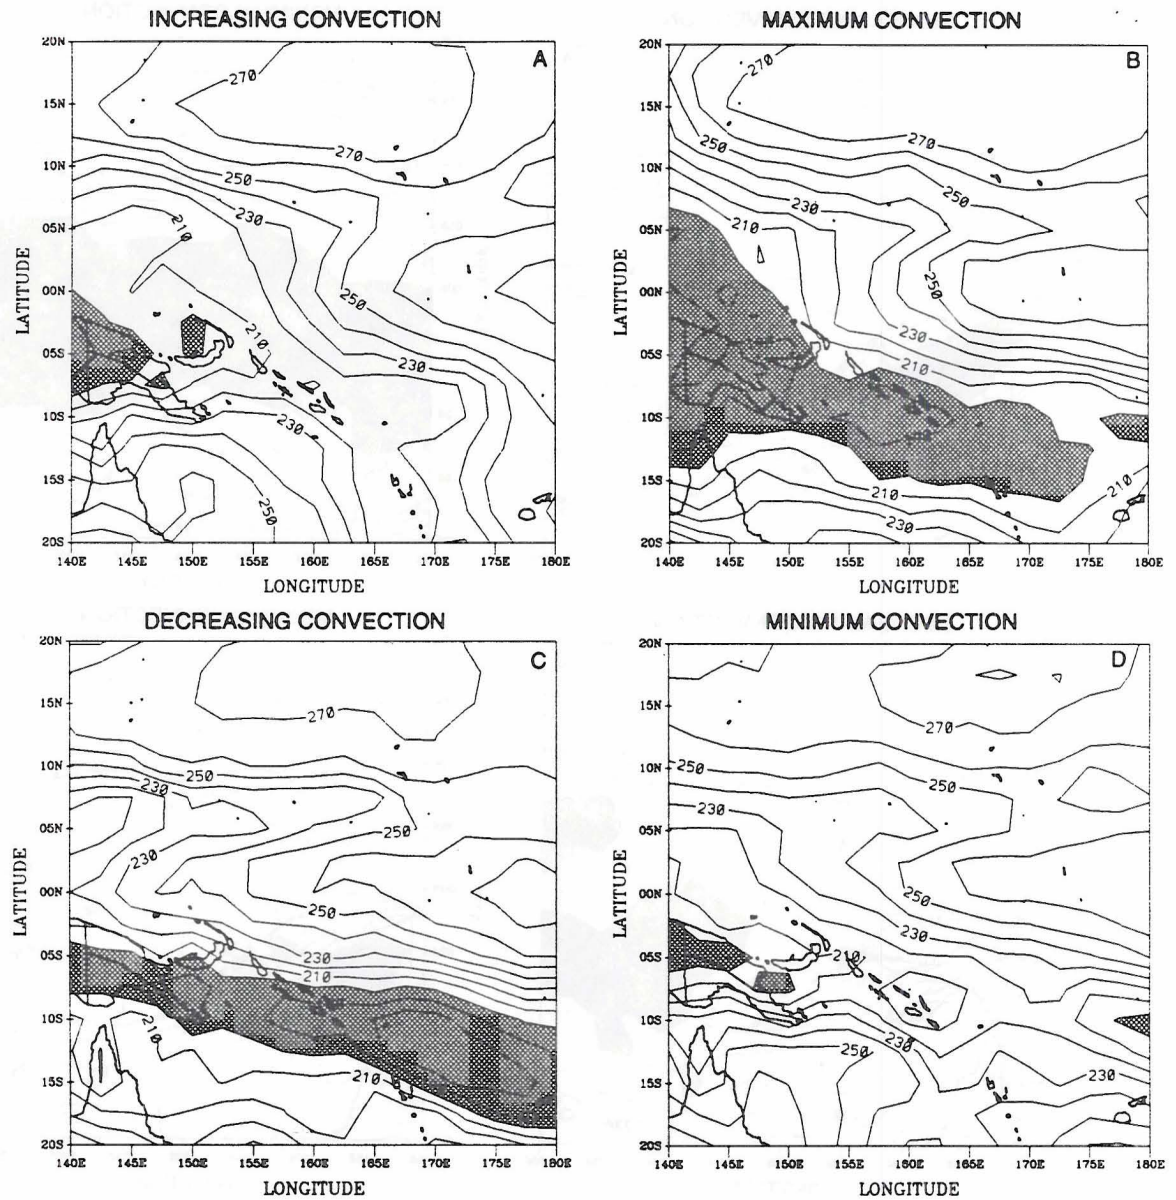 INCREASING CONVECTION
A
20N
15N
10N
05N
00N
05S
10S
15S
20S
LATITUDE
270
270
250
230
210
250
210
230
230
250
140E 145E 150E 155E 160E 165E 170E 175E 180E
LONGITUDE
MAXIMUM CONVECTION
B
20N
15N
10N
05N
00N
05S
10S
15S
20S
LATITUDE
270
270
250
250
230
210
250
230
210
210
210
230
140E 145E 150E 155E 160E 165E 170E 175E 180E
LONGITUDE
DECREASING CONVECTION
C
20N
15N
10N
05N
00N
05S
10S
15S
20S
LATITUDE
270
250
230
250
230
250
230
210
210
210
140E 145E 150E 155E 160E 165E 170E 175E 180E
LONGITUDE
MINIMUM CONVECTION
D
20N
15N
10N
05N
00N
05S
10S
15S
20S
LATITUDE
270
250
250
230
250
230
210
230
250
230
140E 145E 150E 155E 160E 165E 170E 175E 180E
LONGITUDE